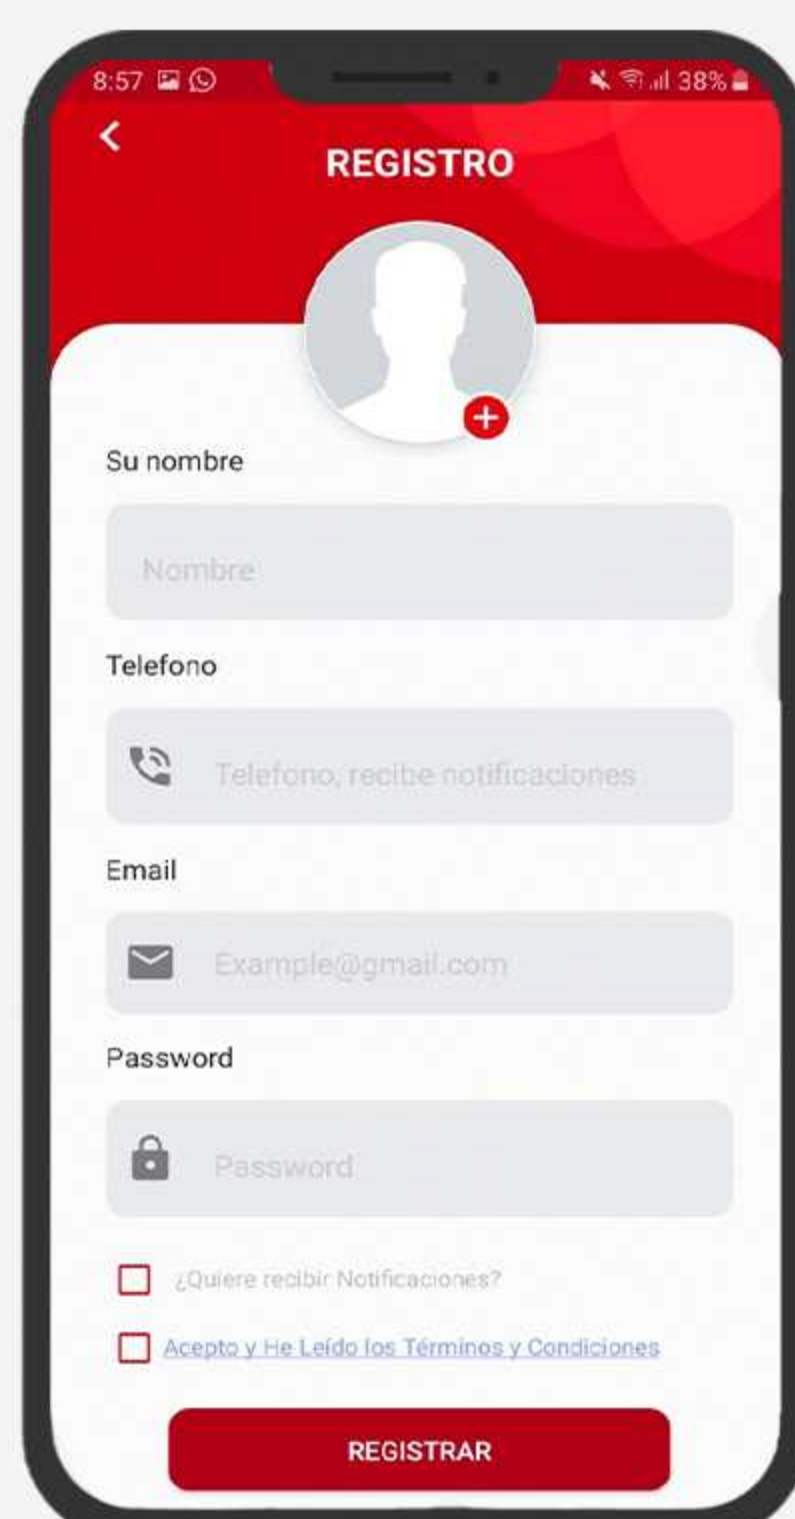 8:57
38%
REGISTRO
Su nombre
Nombre
Telefono
Telefono, recibe notificaciones
Email
Example@gmail.com
Password
Password
¿Quiere recibir Notificaciones?
Acepto y He Leído los Términos y Condiciones
REGISTRAR